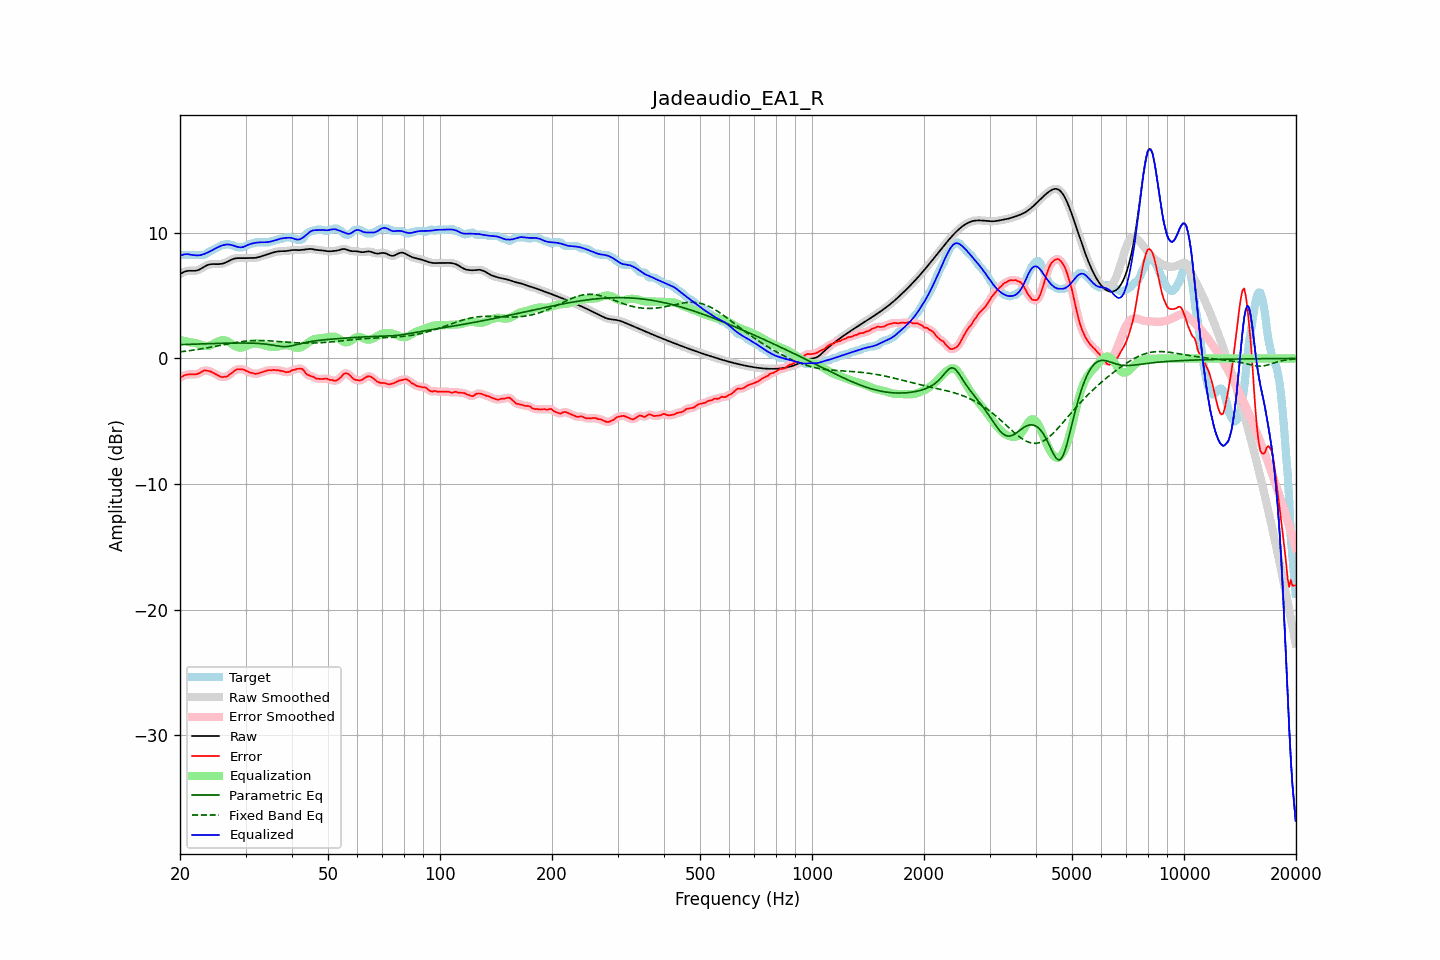 Jadeaudio_EA1_R
Amplitude (dBr)
10
0
−10
−20
−30
Target
Raw Smoothed
Error Smoothed
Raw
Error
Equalization
Parametric Eq
Fixed Band Eq
Equalized
20 50 100 200 500 1000 2000 5000 10000 20000
Frequency (Hz)